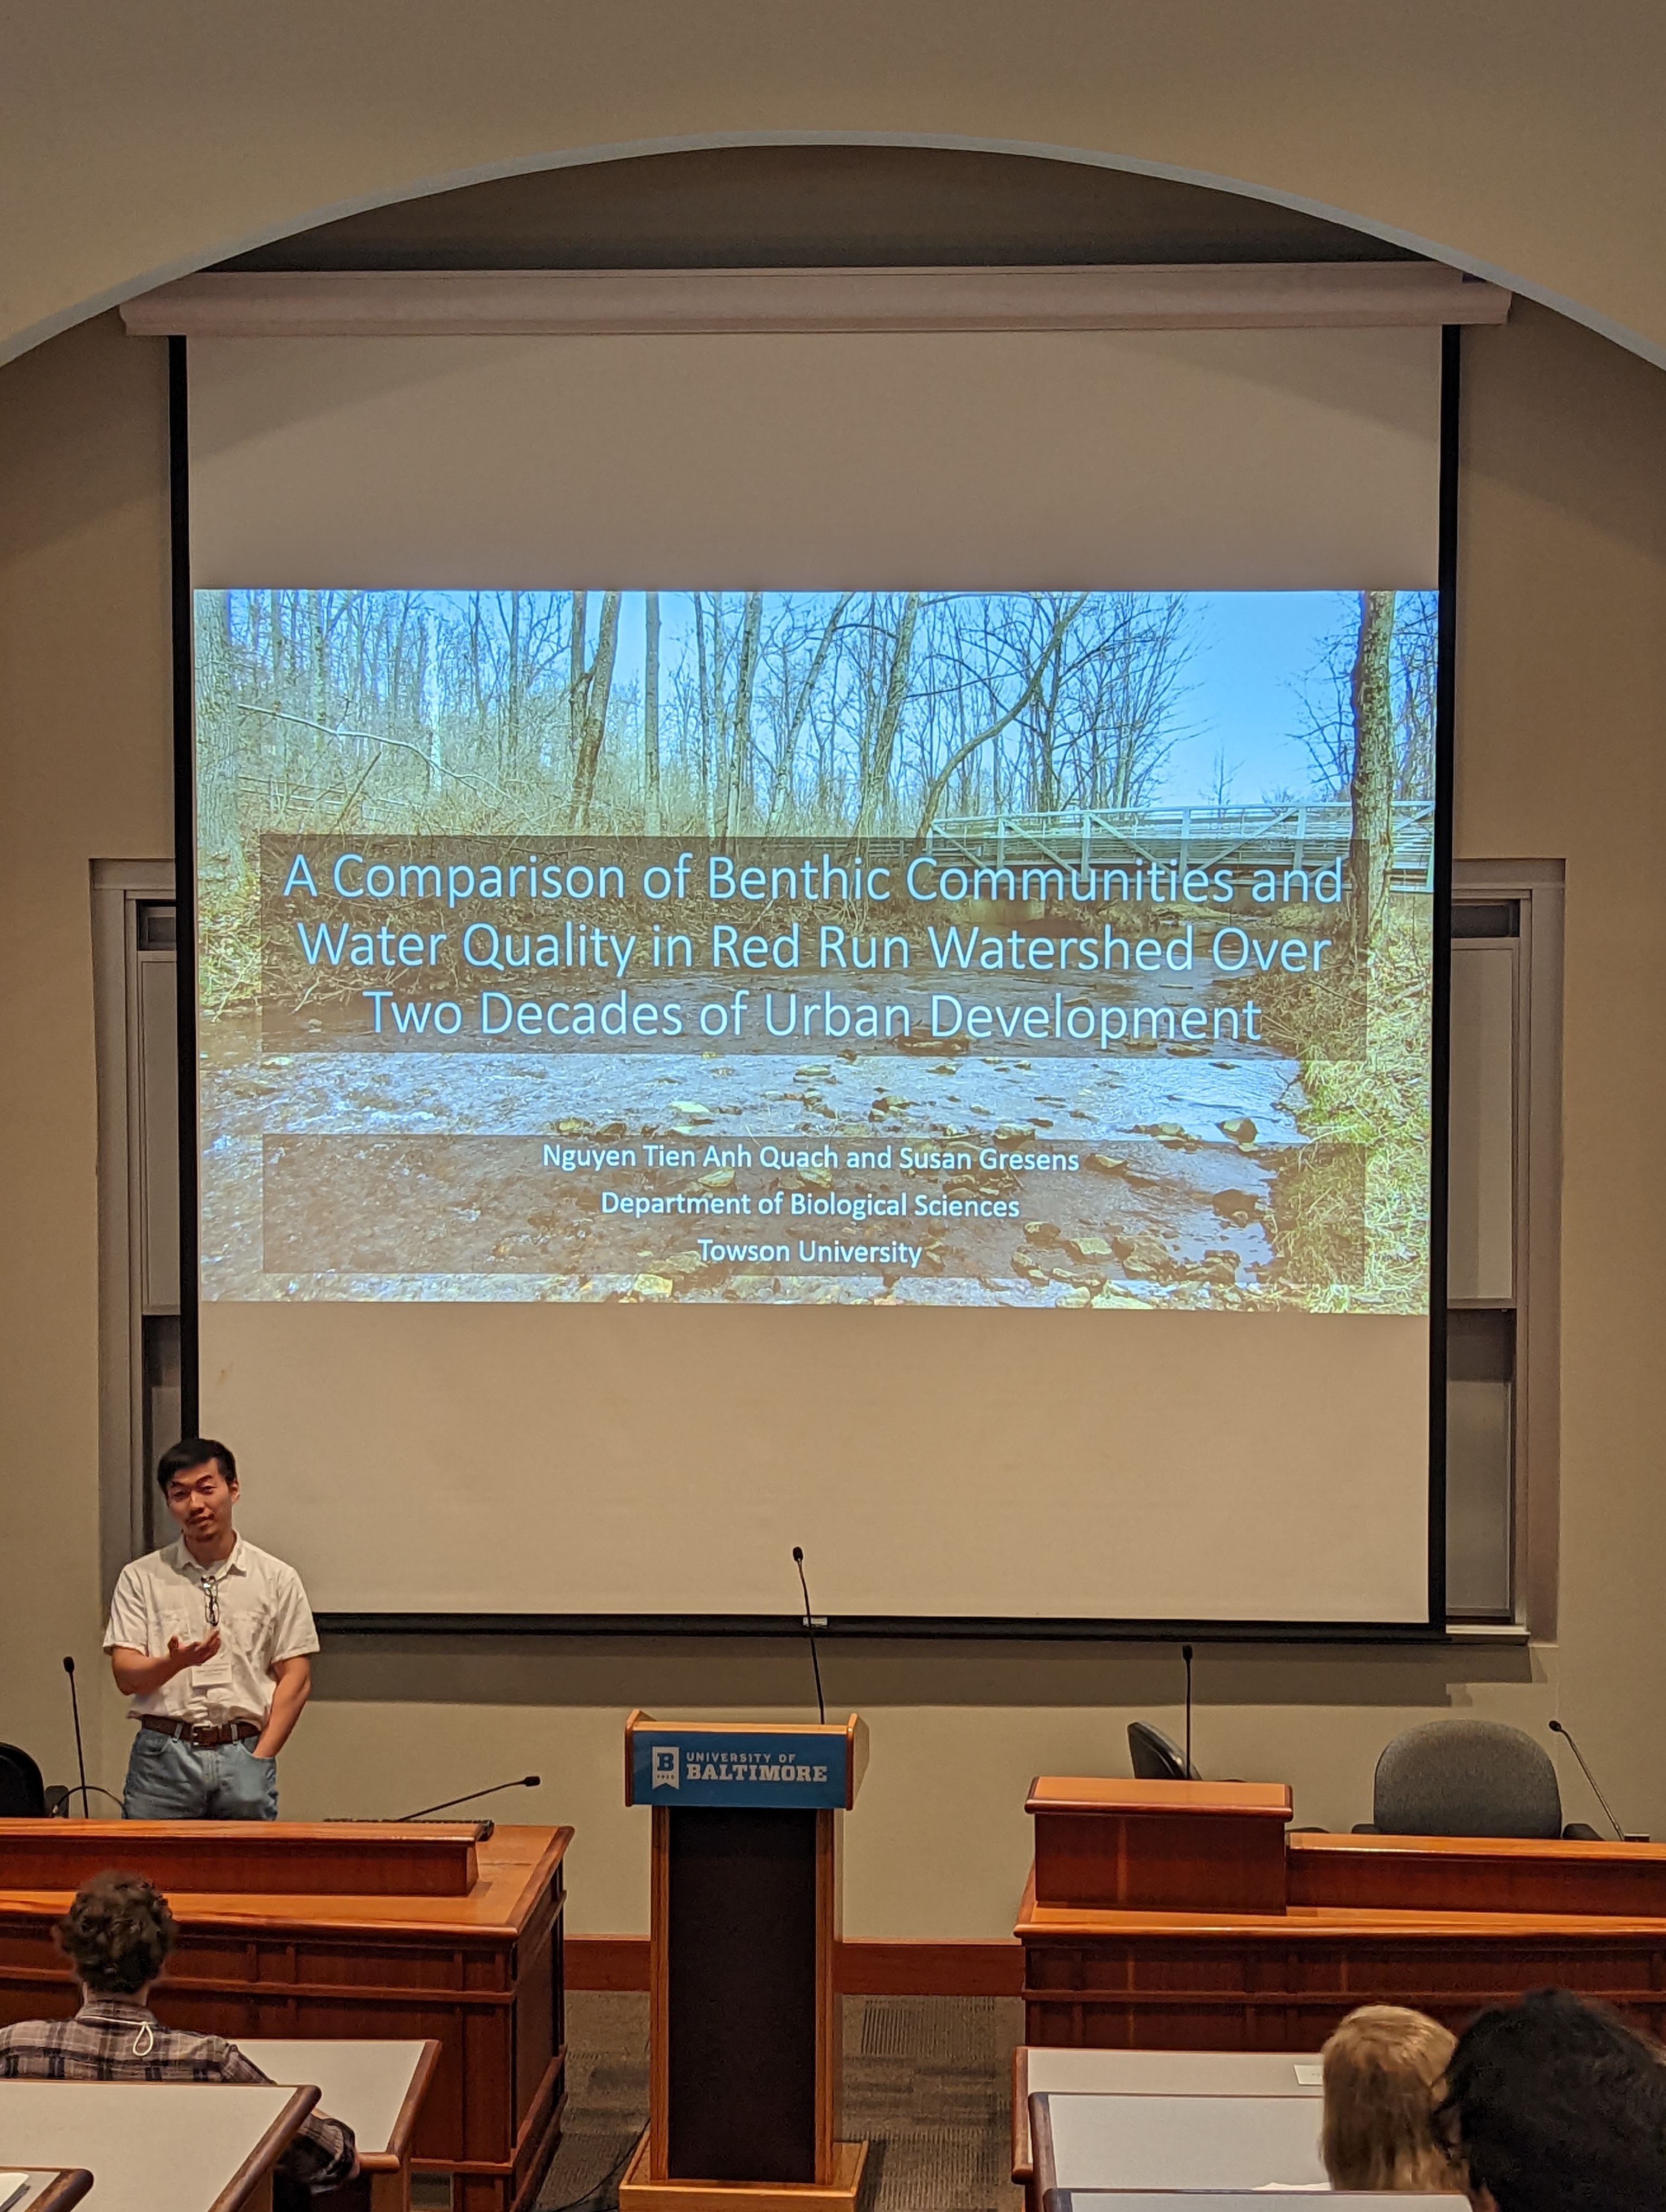 A Comparison of Benthic Communities and
Water Quality in Red Run Watershed Over
Two Decades of Urban Development
Nguyen Tien Anh Quach and Susan Gresens
Department of Biological Sciences
Towson University
B
1925
UNIVERSITY OF
BALTIMORE